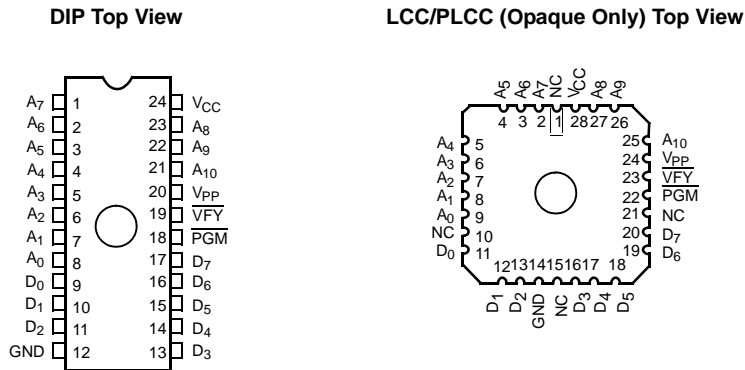 DIP Top View
LCC/PLCC (Opaque Only) Top View
A7 1 24 VCC
A6 2 23 A8
A5 3 22 A9
A4 4 21 A10
A3 5 20 VPP
A2 6 19 VFY
A1 7 18 PGM
A0 8 17 D7
D0 9 16 D6
D1 10 15 D5
D2 11 14 D4
GND 12 13 D3
A5 A6 A7 NC VCC A8 A9
4 3 2 1 28 27 26
A4 5 25 A10
A3 6 24 VPP
A2 7 23 VFY
A1 8 22 PGM
A0 9 21 NC
NC 10 20 D7
D0 11 19 D6
12 13 14 15 16 17 18
D1 D2 GND NC D3 D4 D5